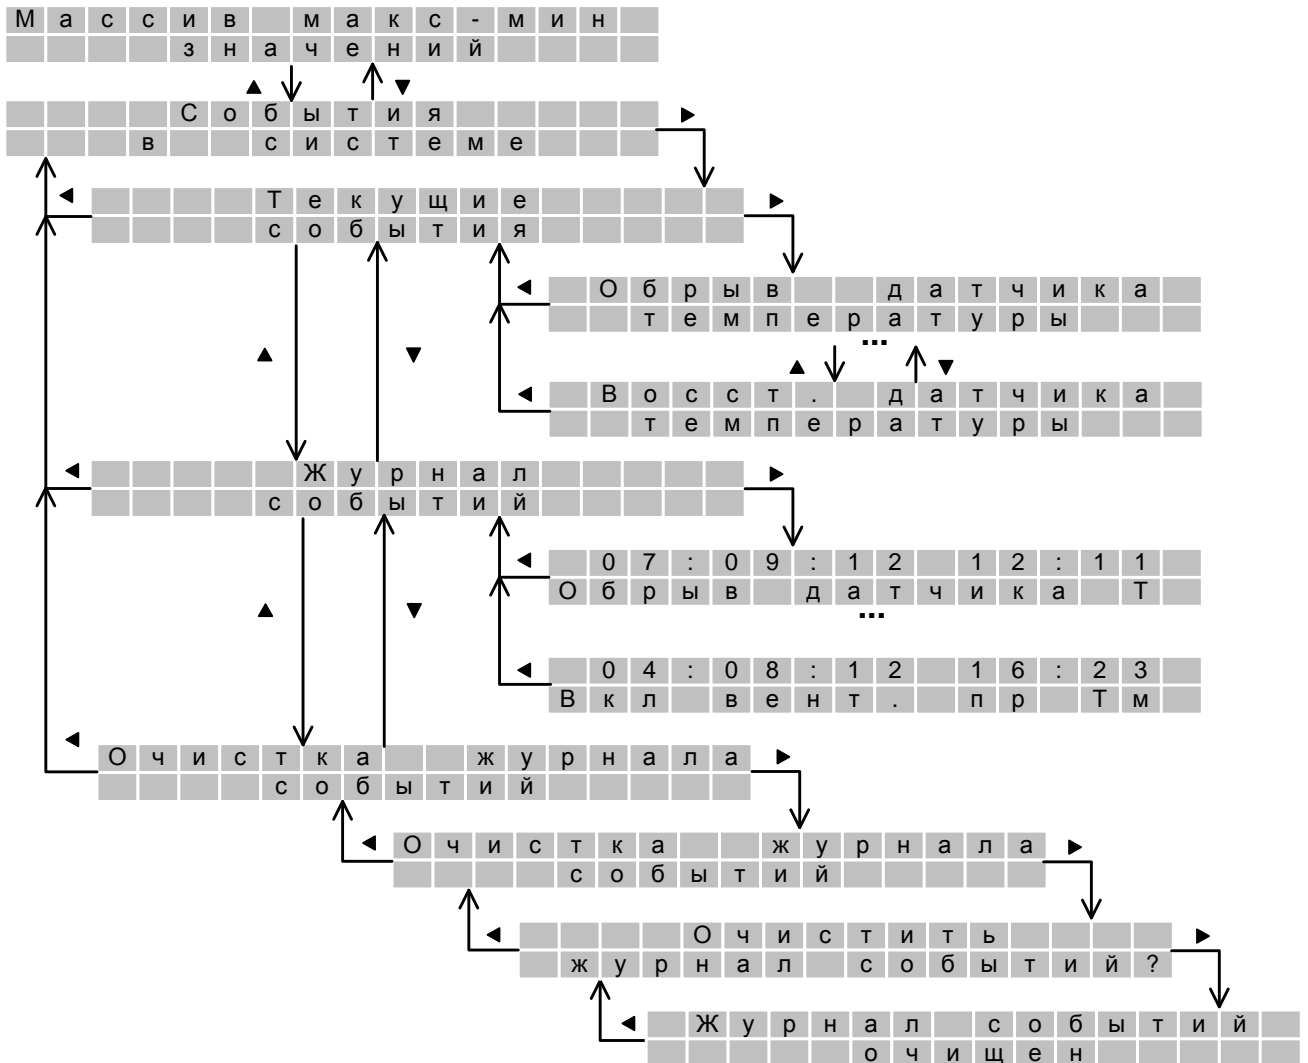 Массив макс-мин
значений
▲ ▼
События
в системе
►
◄
Текущие
события
►
◄
Обрыв датчика
температуры
...
▲ ▼
◄
Восст. датчика
температуры
▲ ▼
◄
Журнал
событий
►
◄
07:09:12 12:11
Обрыв датчика Т
...
▲ ▼
◄
04:08:12 16:23
Вкл вент. пр Тм
◄
Очистка журнала
событий
►
◄
Очистка журнала
событий
►
◄
Очистить
журнал событий?
►
◄
Журнал событий
очищен